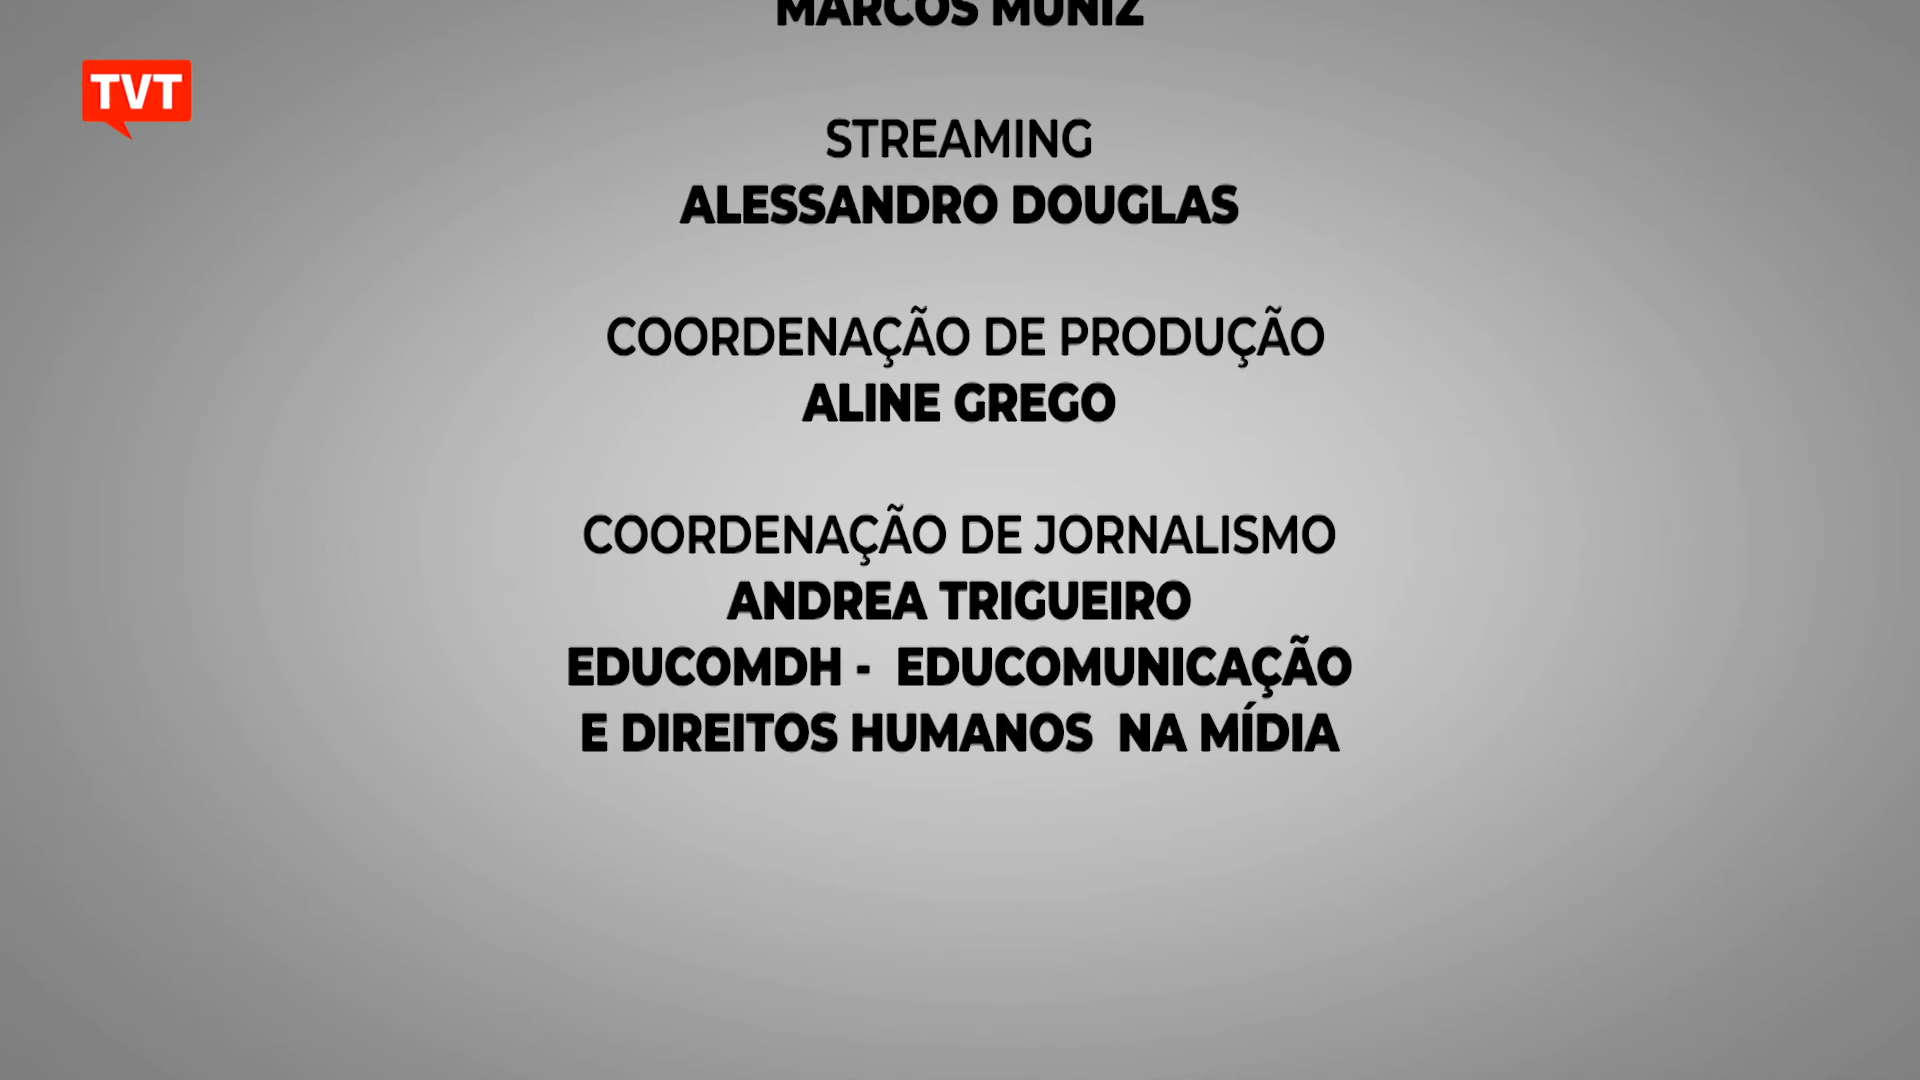 MARCOS MUNIZ
TVT
STREAMING
ALESSANDRO DOUGLAS
COORDENAÇÃO DE PRODUÇÃO
ALINE GREGO
COORDENAÇÃO DE JORNALISMO
ANDREA TRIGUEIRO
EDUCOMDH - EDUCOMUNICAÇÃO
E DIREITOS HUMANOS NA MÍDIA